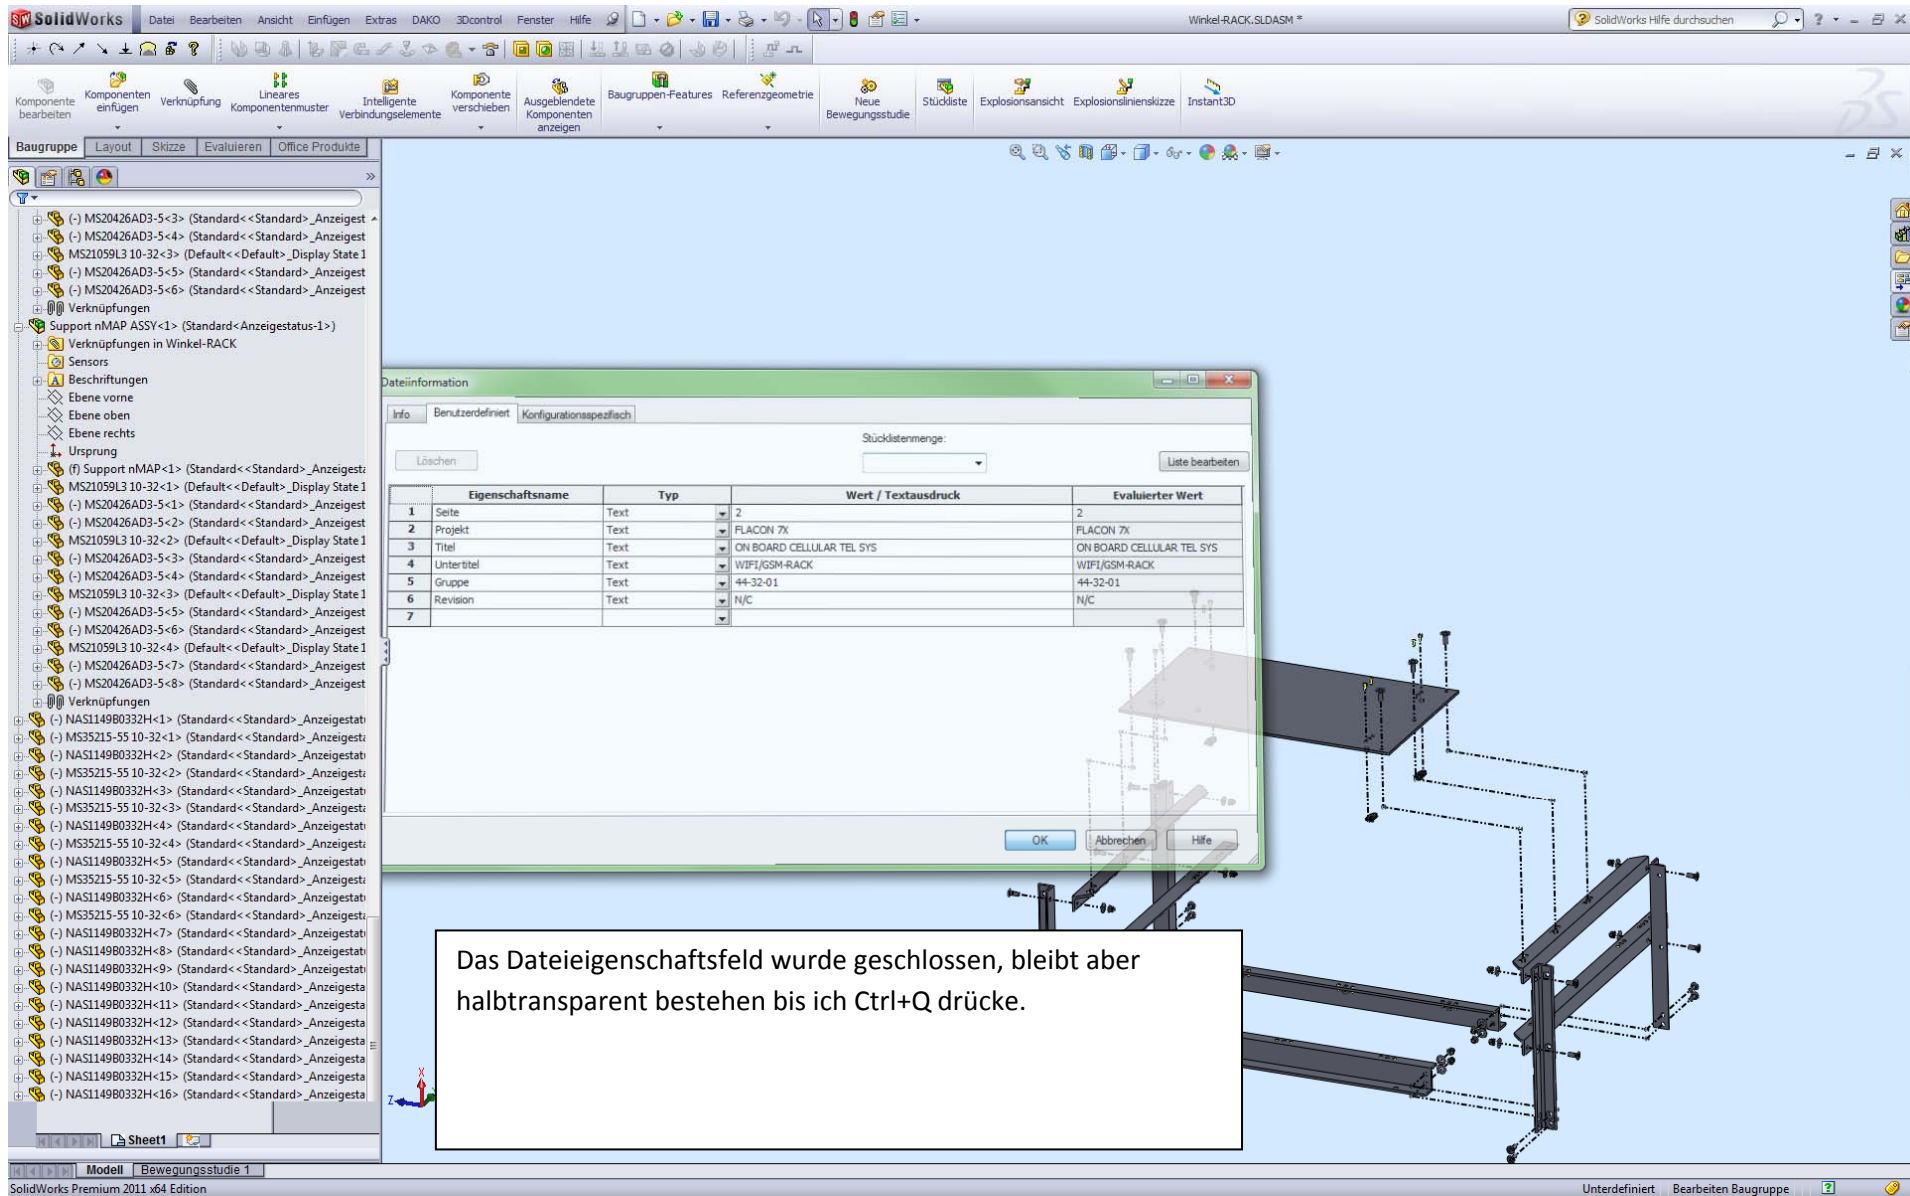 SolidWorks Datei Bearbeiten Ansicht Einfügen Extras DAKO 3Dcontrol Fenster Hilfe Winkel-RACK.SLDASM * SolidWorks Hilfe durchsuchen
Komponente bearbeiten
Komponenten einfügen
Verknüpfung
Lineares Komponentenmuster
Intelligente Verbindungselemente
Komponente verschieben
Ausgeblendete Komponenten anzeigen
Baugruppen-Features
Referenzgeometrie
Neue Bewegungsstudie
Stückliste
Explosionsansicht
Explosionslinienskizze
Instant3D
Baugruppe Layout Skizze Evaluieren Office Produkte
(-) MS20426AD3-5<3> (Standard<<Standard>_Anzeigest
(-) MS20426AD3-5<4> (Standard<<Standard>_Anzeigest
MS21059L3 10-32<3> (Default<<Default>_Display State 1
(-) MS20426AD3-5<5> (Standard<<Standard>_Anzeigest
(-) MS20426AD3-5<6> (Standard<<Standard>_Anzeigest
Verknüpfungen
Support nMAP ASSY<1> (Standard<Anzeigestatus-1>)
Verknüpfungen in Winkel-RACK
Sensors
Beschriftungen
Ebene vorne
Ebene oben
Ebene rechts
Ursprung
(f) Support nMAP<1> (Standard<<Standard>_Anzeigesta
MS21059L3 10-32<1> (Default<<Default>_Display State 1
(-) MS20426AD3-5<1> (Standard<<Standard>_Anzeigest
(-) MS20426AD3-5<2> (Standard<<Standard>_Anzeigest
MS21059L3 10-32<2> (Default<<Default>_Display State 1
(-) MS20426AD3-5<3> (Standard<<Standard>_Anzeigest
(-) MS20426AD3-5<4> (Standard<<Standard>_Anzeigest
MS21059L3 10-32<3> (Default<<Default>_Display State 1
(-) MS20426AD3-5<5> (Standard<<Standard>_Anzeigest
(-) MS20426AD3-5<6> (Standard<<Standard>_Anzeigest
MS21059L3 10-32<4> (Default<<Default>_Display State 1
(-) MS20426AD3-5<7> (Standard<<Standard>_Anzeigest
(-) MS20426AD3-5<8> (Standard<<Standard>_Anzeigest
Verknüpfungen
(-) NAS1149B0332H<1> (Standard<<Standard>_Anzeigestatu
(-) MS35215-55 10-32<1> (Standard<<Standard>_Anzeigesta
(-) NAS1149B0332H<2> (Standard<<Standard>_Anzeigestatu
(-) MS35215-55 10-32<2> (Standard<<Standard>_Anzeigesta
(-) NAS1149B0332H<3> (Standard<<Standard>_Anzeigestatu
(-) MS35215-55 10-32<3> (Standard<<Standard>_Anzeigesta
(-) NAS1149B0332H<4> (Standard<<Standard>_Anzeigestatu
(-) MS35215-55 10-32<4> (Standard<<Standard>_Anzeigesta
(-) NAS1149B0332H<5> (Standard<<Standard>_Anzeigestatu
(-) MS35215-55 10-32<5> (Standard<<Standard>_Anzeigesta
(-) NAS1149B0332H<6> (Standard<<Standard>_Anzeigestatu
(-) MS35215-55 10-32<6> (Standard<<Standard>_Anzeigesta
(-) NAS1149B0332H<7> (Standard<<Standard>_Anzeigestatu
(-) NAS1149B0332H<8> (Standard<<Standard>_Anzeigestatu
(-) NAS1149B0332H<9> (Standard<<Standard>_Anzeigestatu
(-) NAS1149B0332H<10> (Standard<<Standard>_Anzeigesta
(-) NAS1149B0332H<11> (Standard<<Standard>_Anzeigesta
(-) NAS1149B0332H<12> (Standard<<Standard>_Anzeigesta
(-) NAS1149B0332H<13> (Standard<<Standard>_Anzeigesta
(-) NAS1149B0332H<14> (Standard<<Standard>_Anzeigesta
(-) NAS1149B0332H<15> (Standard<<Standard>_Anzeigesta
(-) NAS1149B0332H<16> (Standard<<Standard>_Anzeigesta
Dateiinformation
Info Benutzerdefiniert Konfigurationsspezifisch
Stücklistenmenge:
Löschen Liste bearbeiten
Eigenschaftsname Typ Wert / Textausdruck Evaluierter Wert
1 Seite Text 2 2
2 Projekt Text FLACON 7X FLACON 7X
3 Titel Text ON BOARD CELLULAR TEL SYS ON BOARD CELLULAR TEL SYS
4 Untertitel Text WIFI/GSM-RACK WIFI/GSM-RACK
5 Gruppe Text 44-32-01 44-32-01
6 Revision Text N/C N/C
7
OK Abbrechen Hilfe
Das Dateieigenschaftsfeld wurde geschlossen, bleibt aber
halbtransparent bestehen bis ich Ctrl+Q drücke.
X
Z
Sheet1
Modell Bewegungsstudie 1
SolidWorks Premium 2011 x64 Edition Unterdefiniert Bearbeiten Baugruppe